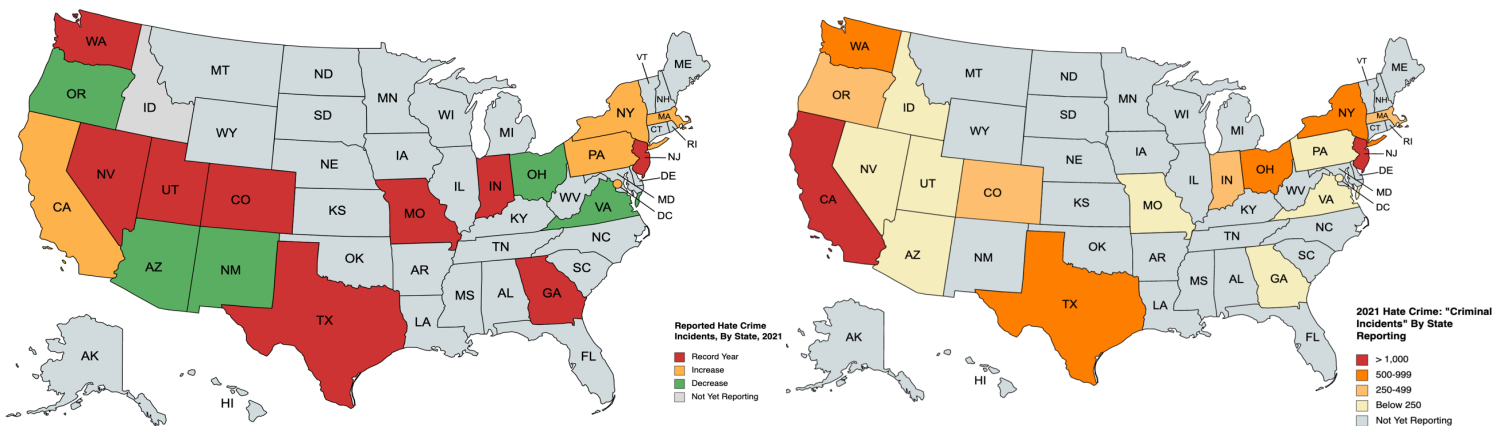 WA
MT
ND
MN
VT
ME
OR
ID
SD
WI
MI
NY
NH
MA
CT
RI
WY
IA
NE
PA
NJ
NV
UT
CO
IL
IN
OH
WV
VA
DE
MD
DC
CA
KS
MO
KY
NC
AZ
NM
OK
AR
TN
SC
TX
LA
MS
AL
GA
FL
AK
HI
Reported Hate Crime
Incidents, By State, 2021
Record Year
Increase
Decrease
Not Yet Reporting
WA
MT
ND
MN
VT
ME
OR
ID
SD
WI
MI
NY
NH
MA
CT
RI
WY
IA
NE
PA
NJ
NV
UT
CO
IL
IN
OH
WV
VA
DE
MD
DC
CA
KS
MO
KY
NC
AZ
NM
OK
AR
TN
SC
TX
LA
MS
AL
GA
FL
AK
HI
2021 Hate Crime: "Criminal
Incidents" By State
Reporting
> 1,000
500-999
250-499
Below 250
Not Yet Reporting